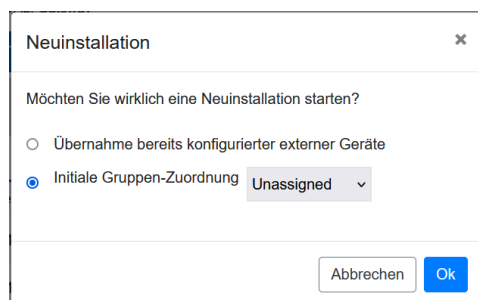 Neuinstallation ×
Möchten Sie wirklich eine Neuinstallation starten?
Übernahme bereits konfigurierter externer Geräte
Initiale Gruppen-Zuordnung Unassigned
Abbrechen Ok